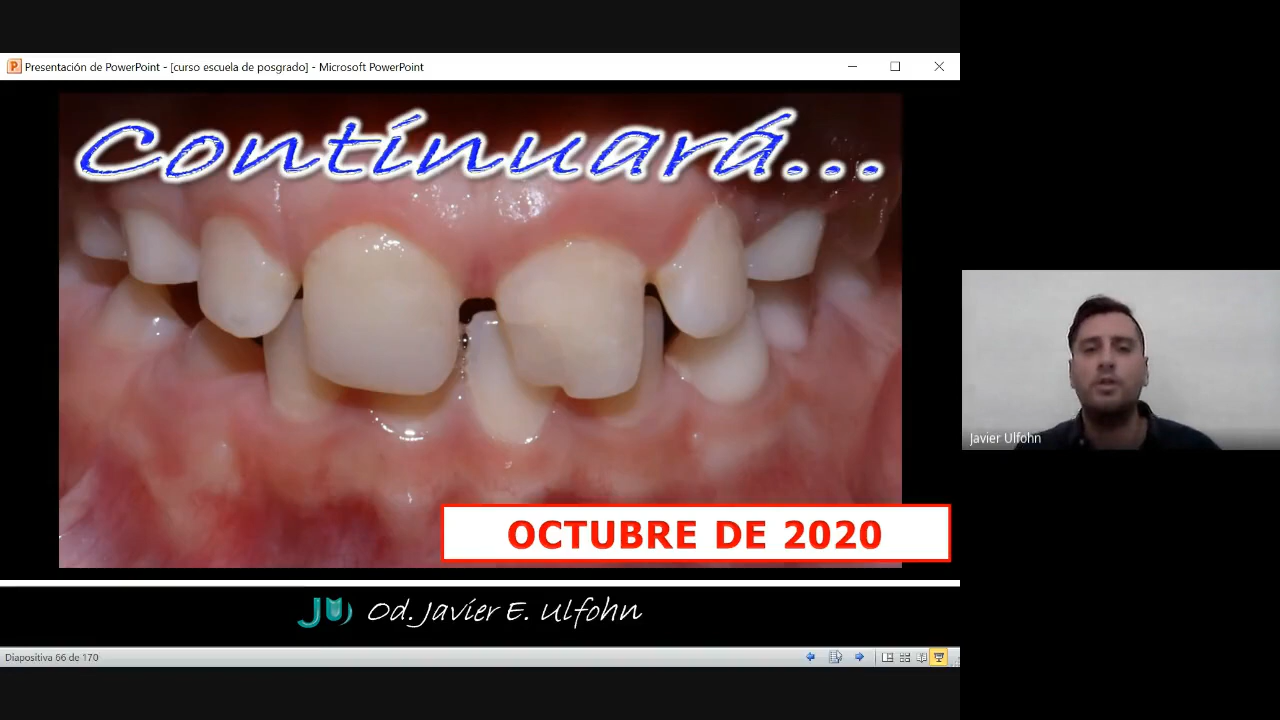 Presentación de PowerPoint - [curso escuela de posgrado] - Microsoft PowerPoint
Continuará...
OCTUBRE DE 2020
JU Od. Javier E. Ulfohn
Diapositiva 66 de 170
Javier Ulfohn